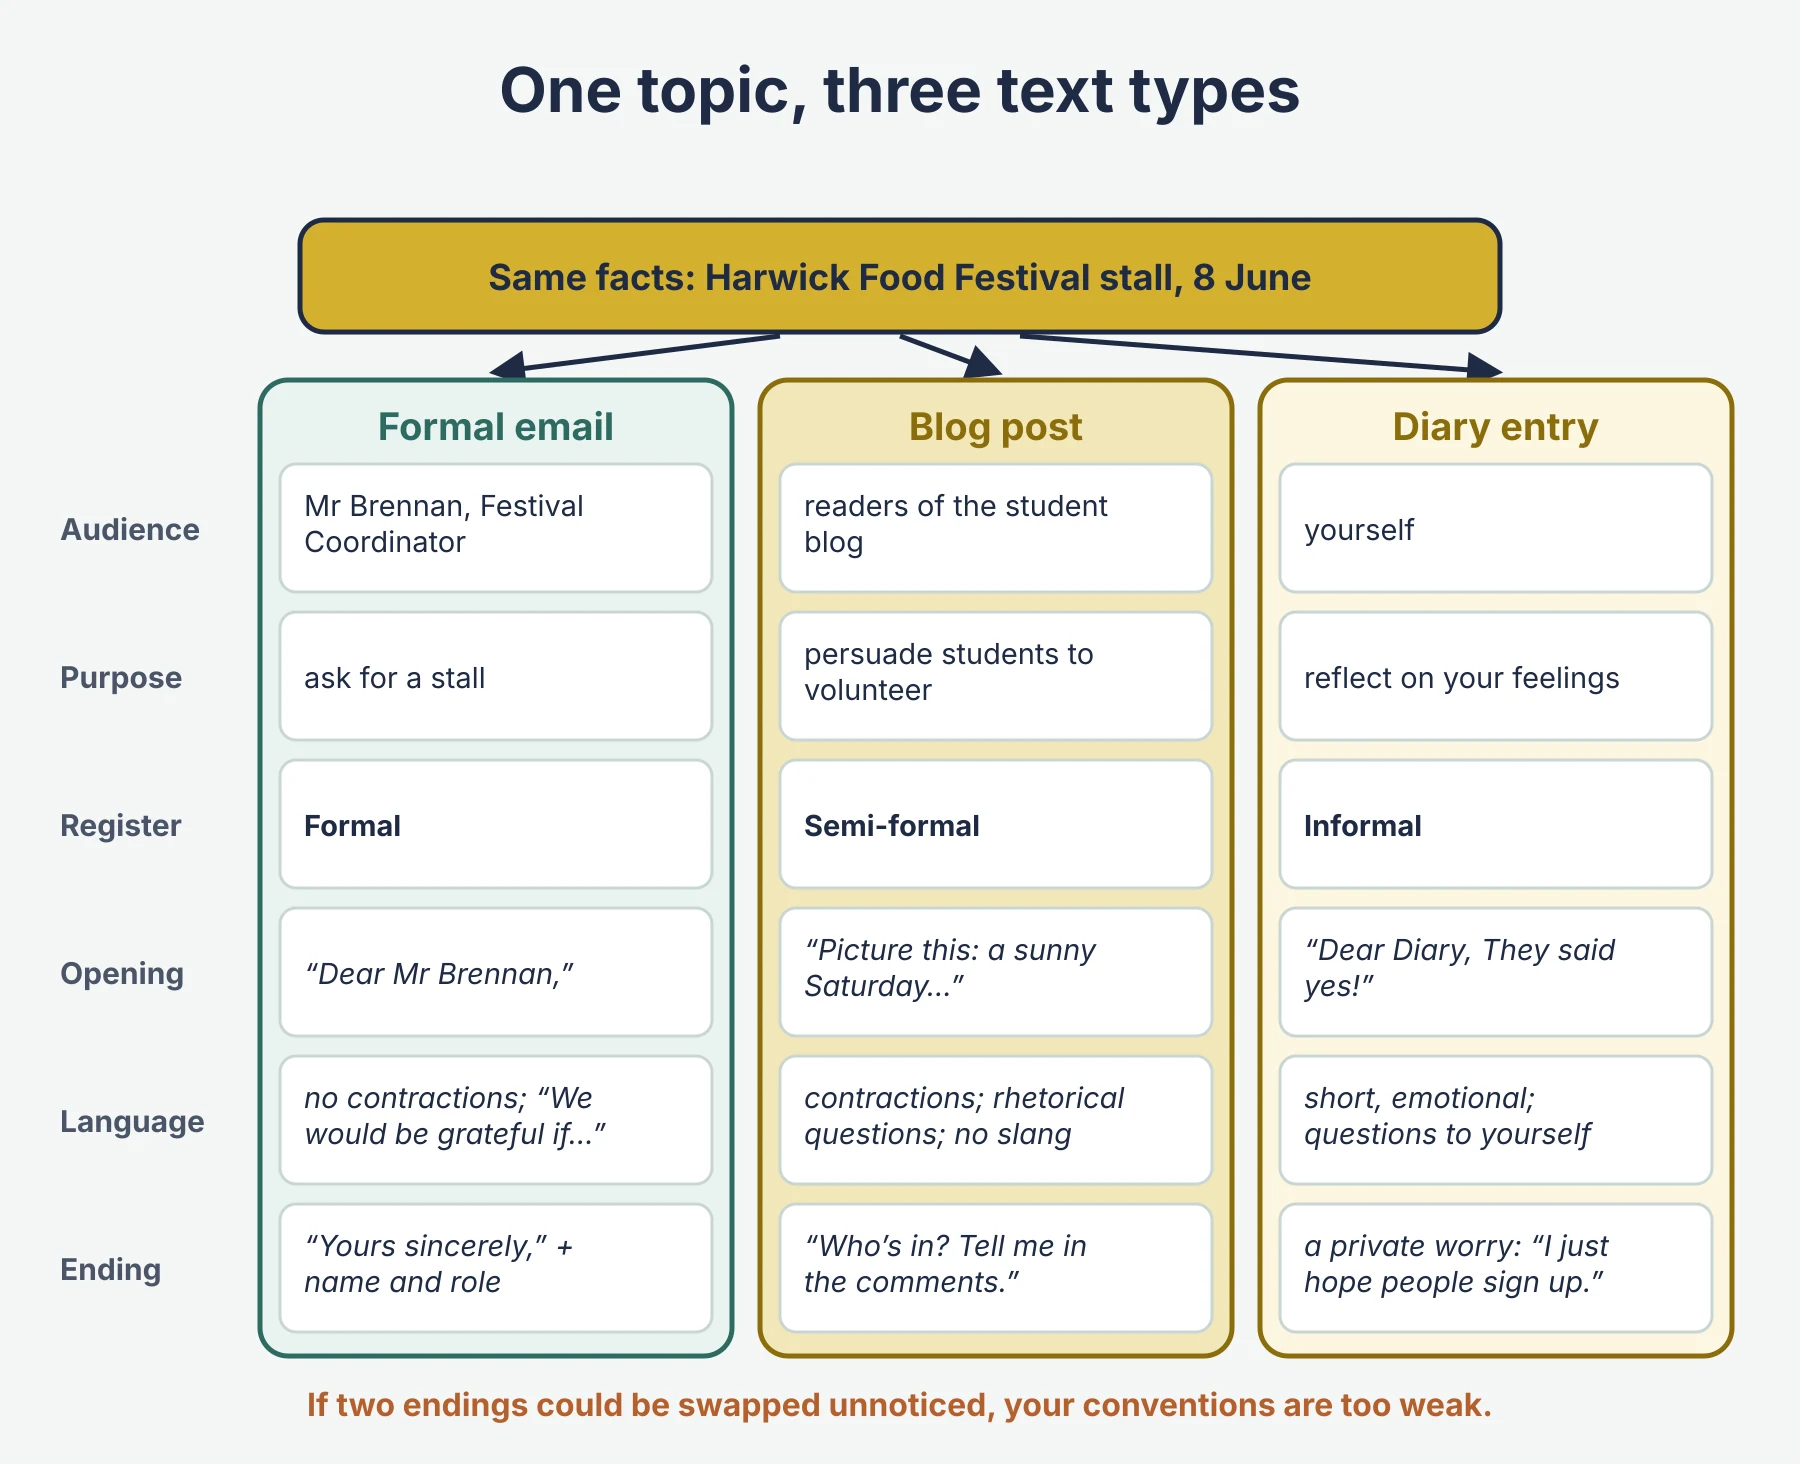 One topic, three text types
Same facts: Harwick Food Festival stall, 8 June
Formal email
Blog post
Diary entry
Audience
Mr Brennan, Festival
Coordinator
readers of the student
blog
yourself
Purpose
ask for a stall
persuade students to
volunteer
reflect on your feelings
Register
Formal
Semi-formal
Informal
Opening
“Dear Mr Brennan,”
“Picture this: a sunny
Saturday...”
“Dear Diary, They said
yes!”
Language
no contractions; “We
would be grateful if...”
contractions; rhetorical
questions; no slang
short, emotional;
questions to yourself
Ending
“Yours sincerely,” +
name and role
“Who’s in? Tell me in
the comments.”
a private worry: “I just
hope people sign up.”
If two endings could be swapped unnoticed, your conventions are too weak.